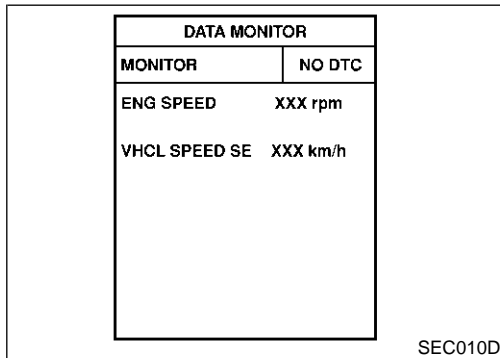 DATA MONITOR
MONITOR NO DTC
ENG SPEED XXX rpm
VHCL SPEED SE XXX km/h
SEC010D